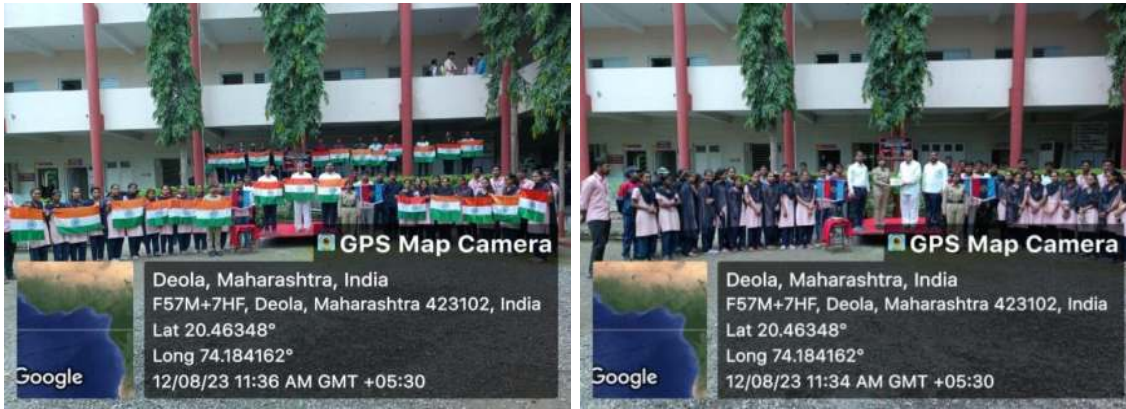 GPS Map Camera
Deola, Maharashtra, India
F57M+7HF, Deola, Maharashtra 423102, India
Lat 20.46348°
Long 74.184162°
12/08/23 11:36 AM GMT +05:30
Google
GPS Map Camera
Deola, Maharashtra, India
F57M+7HF, Deola, Maharashtra 423102, India
Lat 20.46348°
Long 74.184162°
12/08/23 11:34 AM GMT +05:30
Google